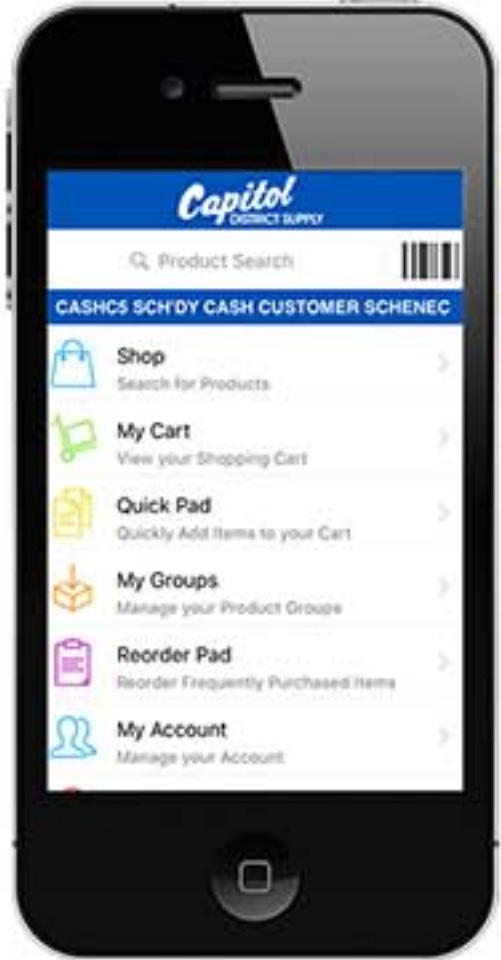 Capitol
DISTRICT SUPPLY
Product Search
CASHC5 SCH'DY CASH CUSTOMER SCHENEC
Shop
Search for Products
My Cart
View your Shopping Cart
Quick Pad
Quickly Add Items to your Cart
My Groups
Manage your Product Groups
Reorder Pad
Reorder Frequently Purchased Items
My Account
Manage your Account